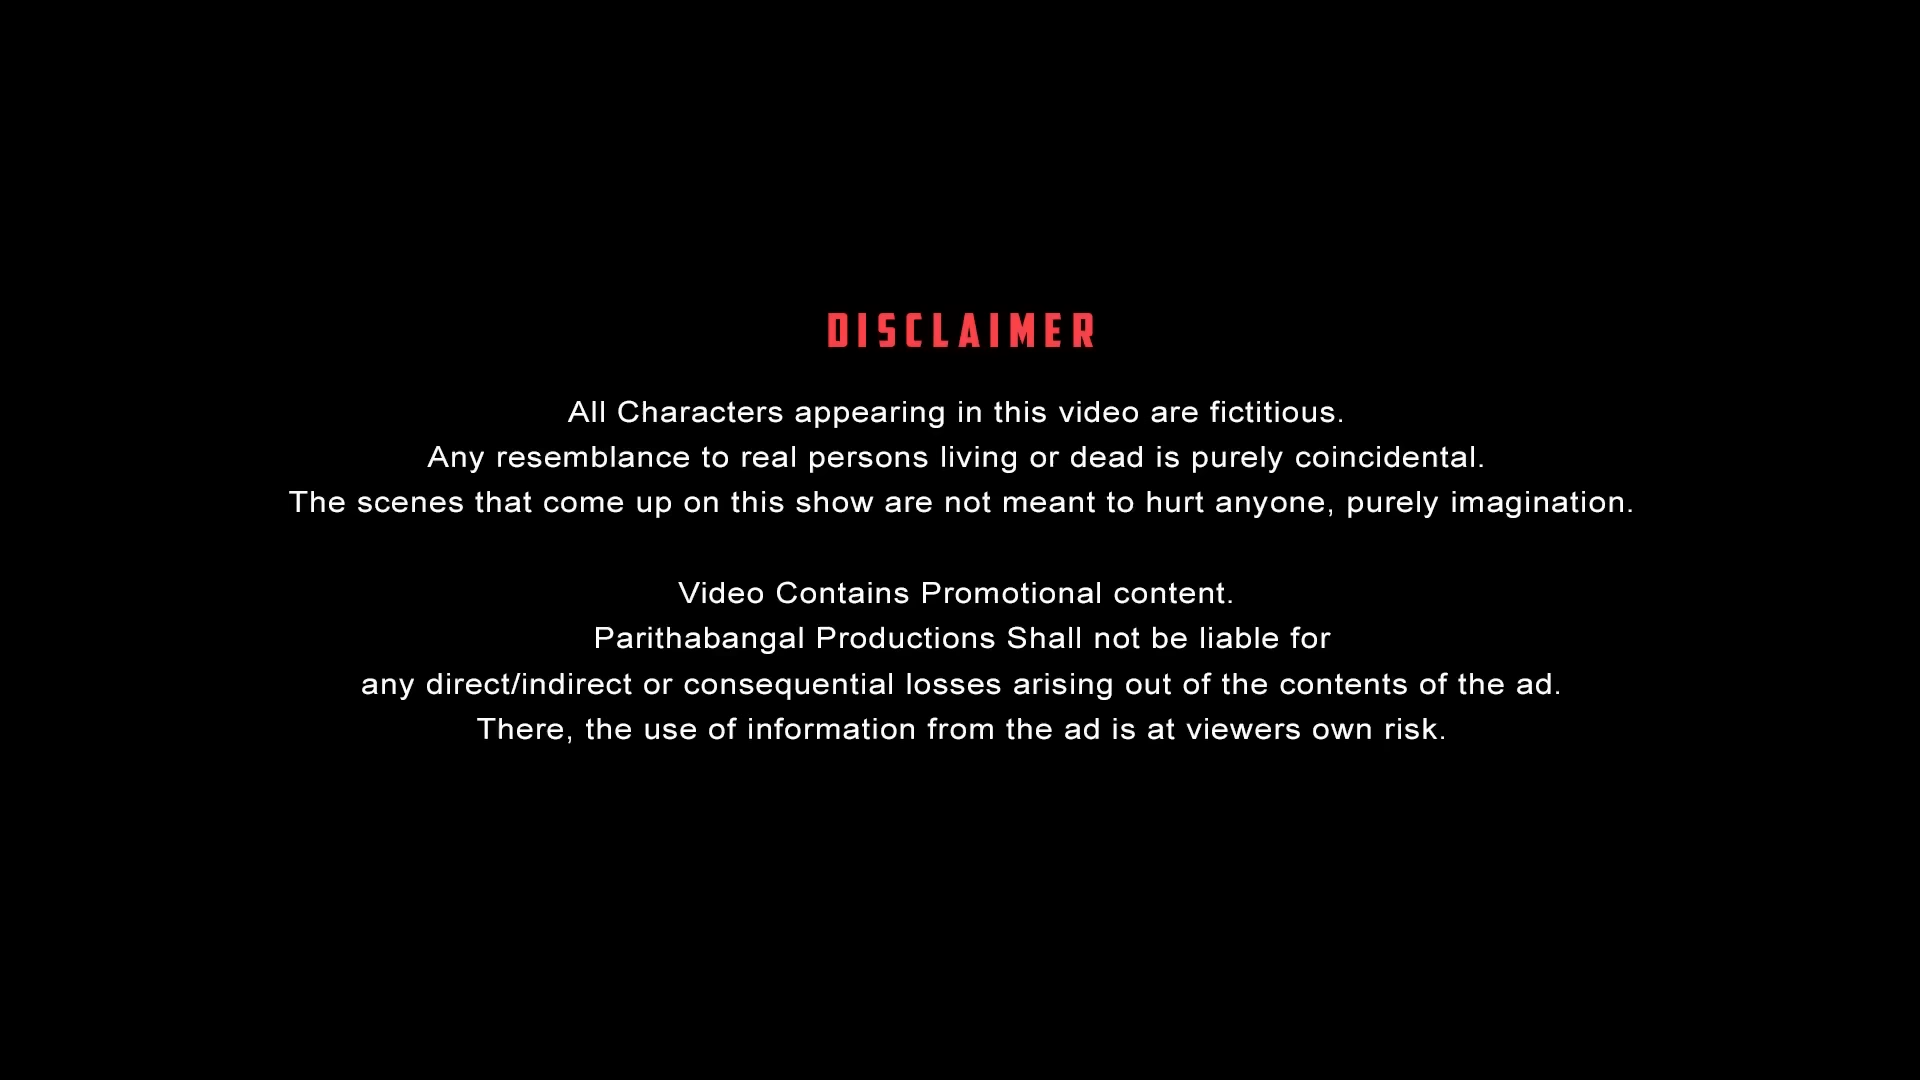 DISCLAIMER
All Characters appearing in this video are fictitious.
Any resemblance to real persons living or dead is purely coincidental.
The scenes that come up on this show are not meant to hurt anyone, purely imagination.
Video Contains Promotional content.
Parithabangal Productions Shall not be liable for
any direct/indirect or consequential losses arising out of the contents of the ad.
There, the use of information from the ad is at viewers own risk.